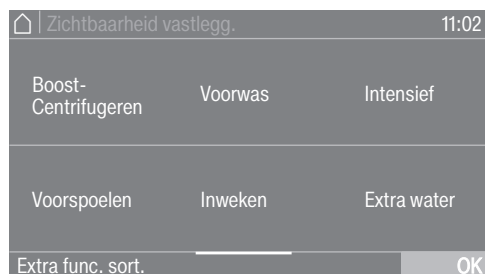 Zichtbaarheid vastlegg. 11:02
Boost-
Centrifugeren
Voorwas
Intensief
Voorspoelen
Inweken
Extra water
Extra func. sort. OK